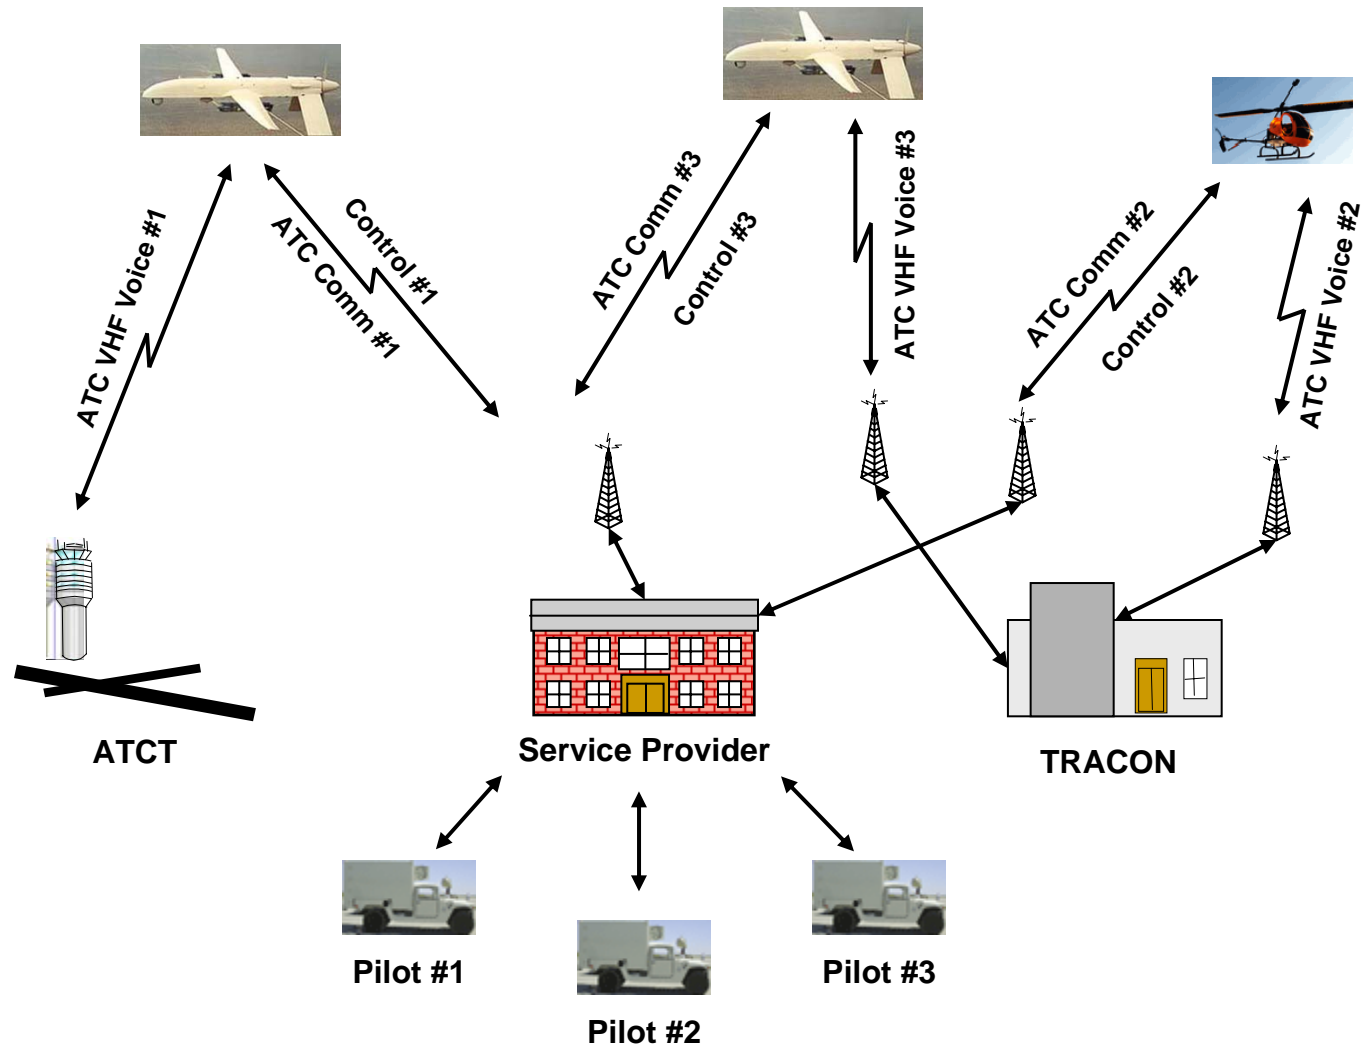 ATC VHF Voice #1
Control #1
ATC Comm #1
ATC Comm #3
Control #3
ATC VHF Voice #3
ATC Comm #2
Control #2
ATC VHF Voice #2
ATCT
Service Provider
TRACON
Pilot #1
Pilot #2
Pilot #3